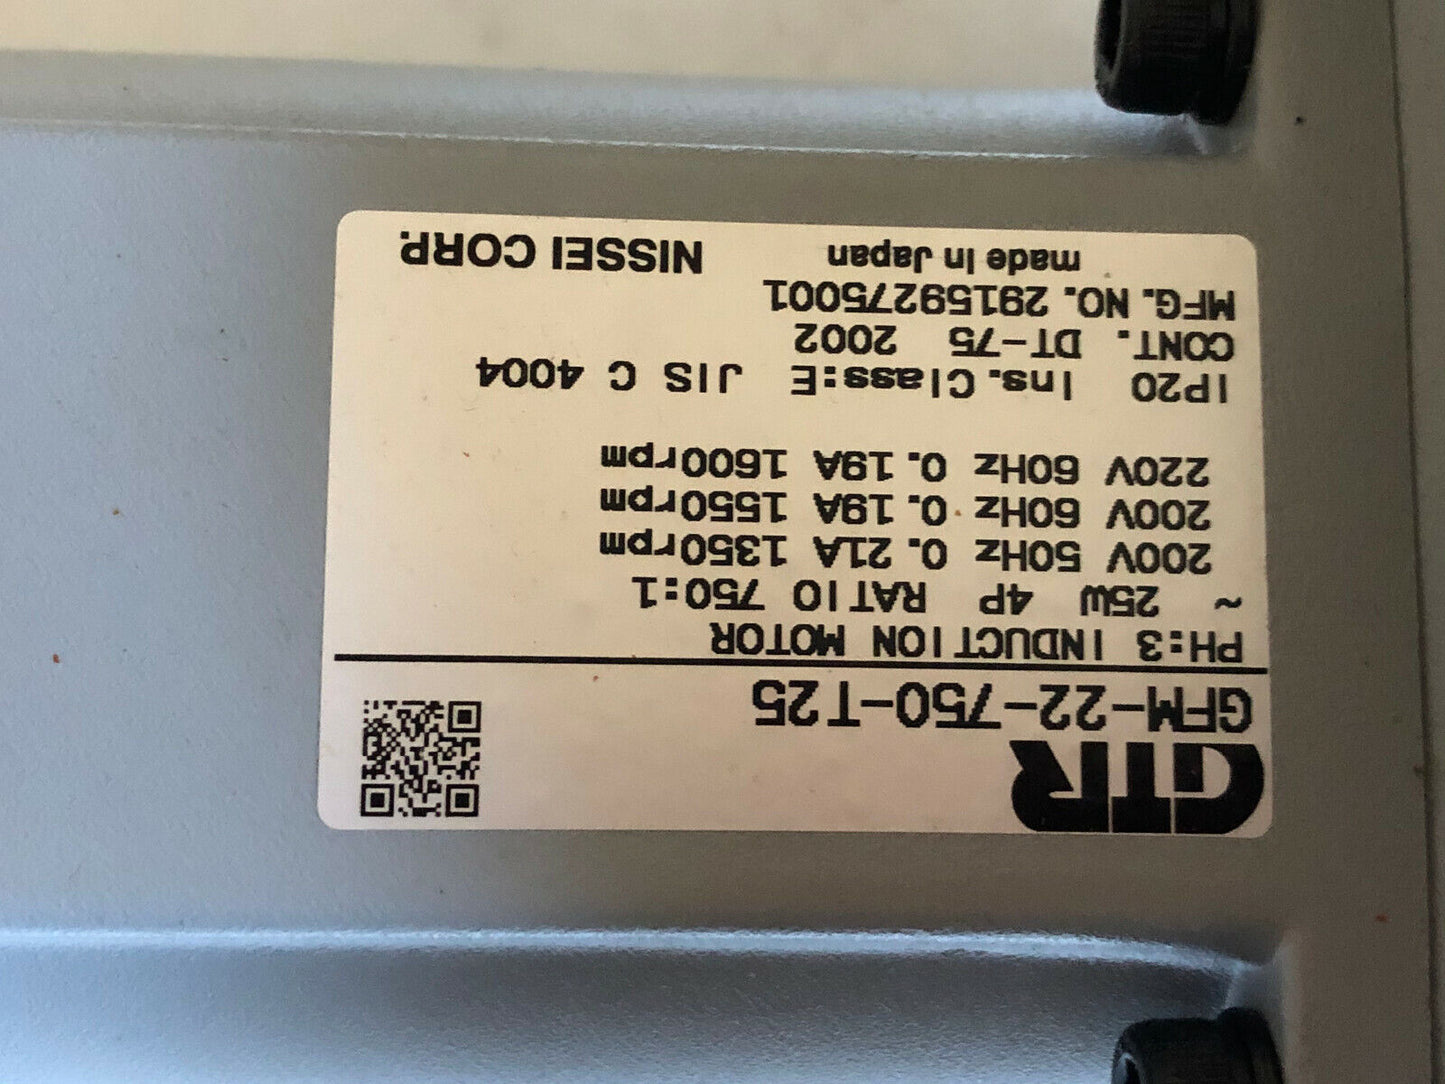 GTR
GFM-22-750-T25
PH:3 INDUCTION MOTOR
~ 25W 4P RATIO 750:1
200V 50Hz 0.21A 1350rpm
200V 60Hz 0.19A 1550rpm
220V 60Hz 0.19A 1600rpm
IP20 Ins.Class:E JIS C 4004
CONT. DT-75 2002
MFG.NO.29159275001
made in Japan NISSEI CORP.